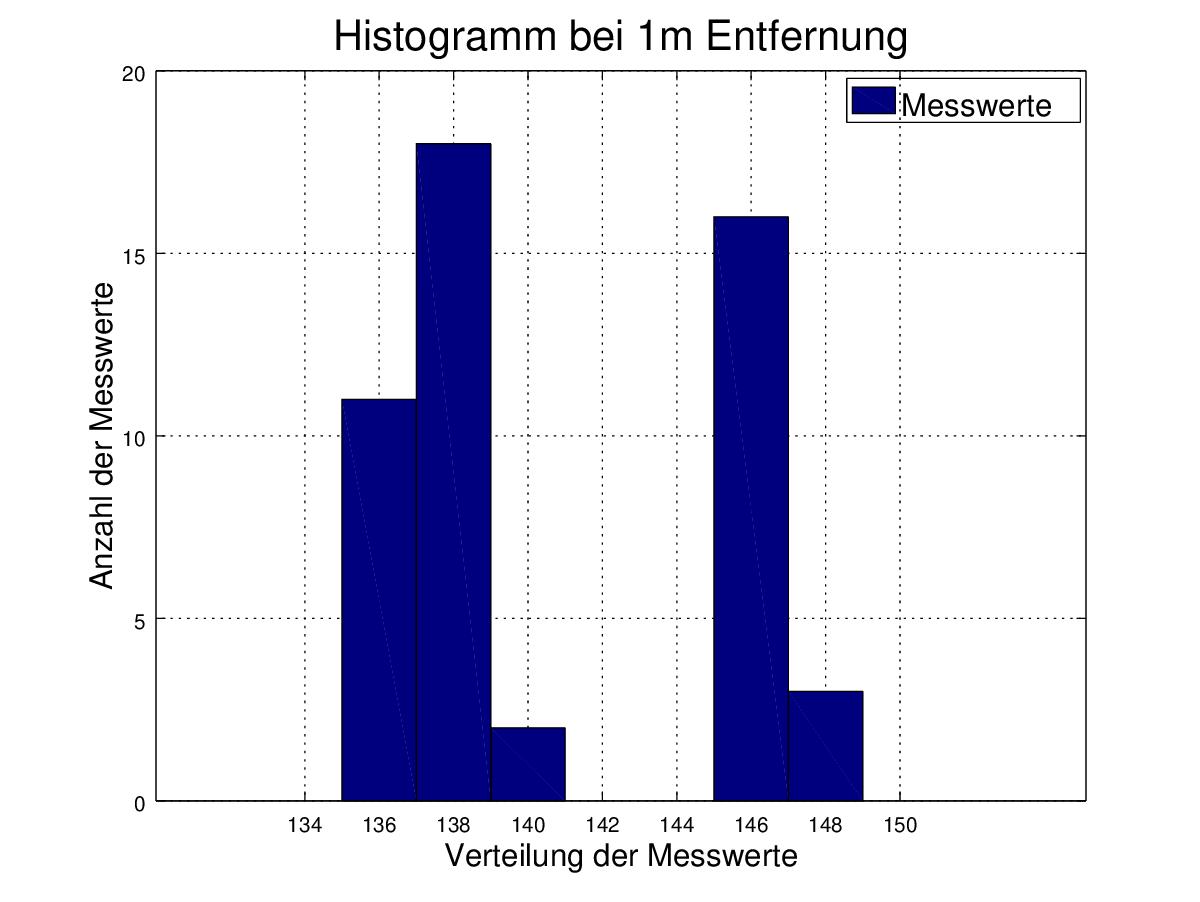 Histogramm bei 1m Entfernung
Messwerte
Anzahl der Messwerte
20
15
10
5
0
134 136 138 140 142 144 146 148 150
Verteilung der Messwerte